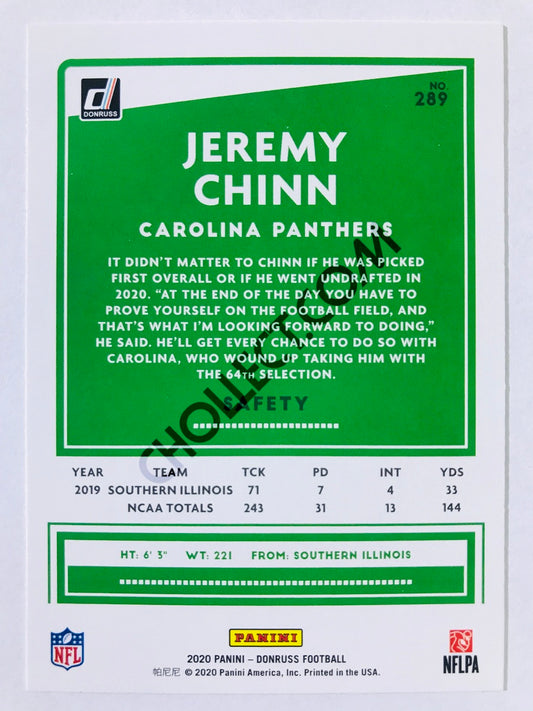 DONRUSS
NO.
289
JEREMY
CHINN
CAROLINA PANTHERS
IT DIDN'T MATTER TO CHINN IF HE WAS PICKED
FIRST OVERALL OR IF HE WENT UNDRAFTED IN
2020. “AT THE END OF THE DAY YOU HAVE TO
PROVE YOURSELF ON THE FOOTBALL FIELD, AND
THAT'S WHAT I'M LOOKING FORWARD TO DOING,”
HE SAID. HE'LL GET EVERY CHANCE TO DO SO WITH
CAROLINA, WHO WOUND UP TAKING HIM WITH
THE 64TH SELECTION.
SAFETY
CHOLLECT.COM
YEAR TEAM TCK PD INT YDS
2019 SOUTHERN ILLINOIS 71 7 4 33
NCAA TOTALS 243 31 13 144
HT: 6' 3" WT: 221 FROM: SOUTHERN ILLINOIS
NFL
PANINI
NFLPA
2020 PANINI – DONRUSS FOOTBALL
帕尼尼 © 2020 Panini America, Inc. Printed in the USA.